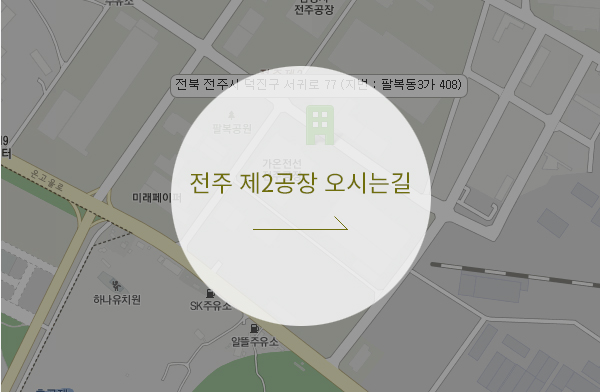 주유소
전주공장
전북 전주시 덕진구 서귀로 77 (지번 : 팔복동3가 408)
팔복공원
가온전선
전주 제2공장 오시는길
미래페이퍼
온고을로
하나유치원
SK주유소
알뜰주유소